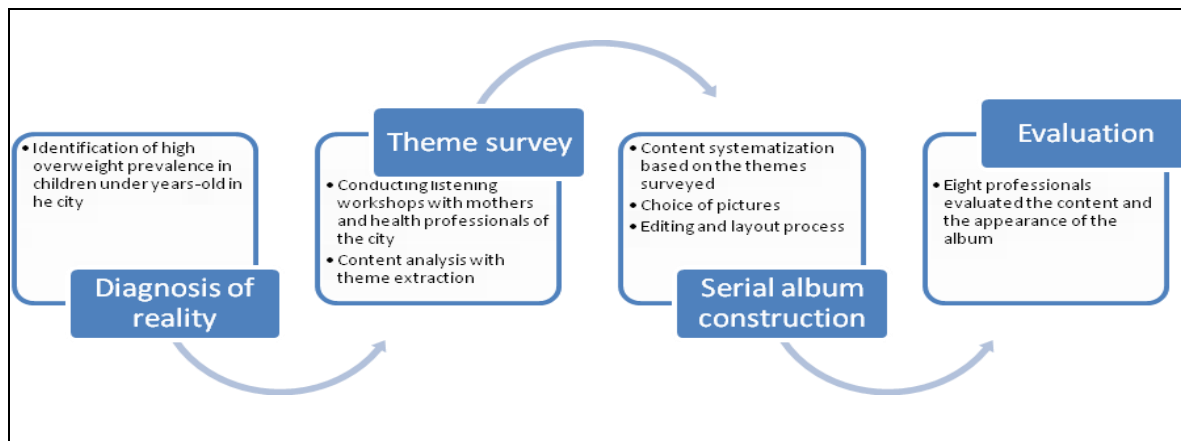 • Identification of high
overweight prevalence in
children under years-old in
he city
Diagnosis of
reality
Theme survey
• Conducting listening
workshops with mothers
and health professionals of
the city
• Content analysis with
theme extraction
• Content systematization
based on the themes
surveyed
• Choice of pictures
• Editing and layout process
Serial album
construction
Evaluation
• Eight professionals
evaluated the content and
the appearance of the
album